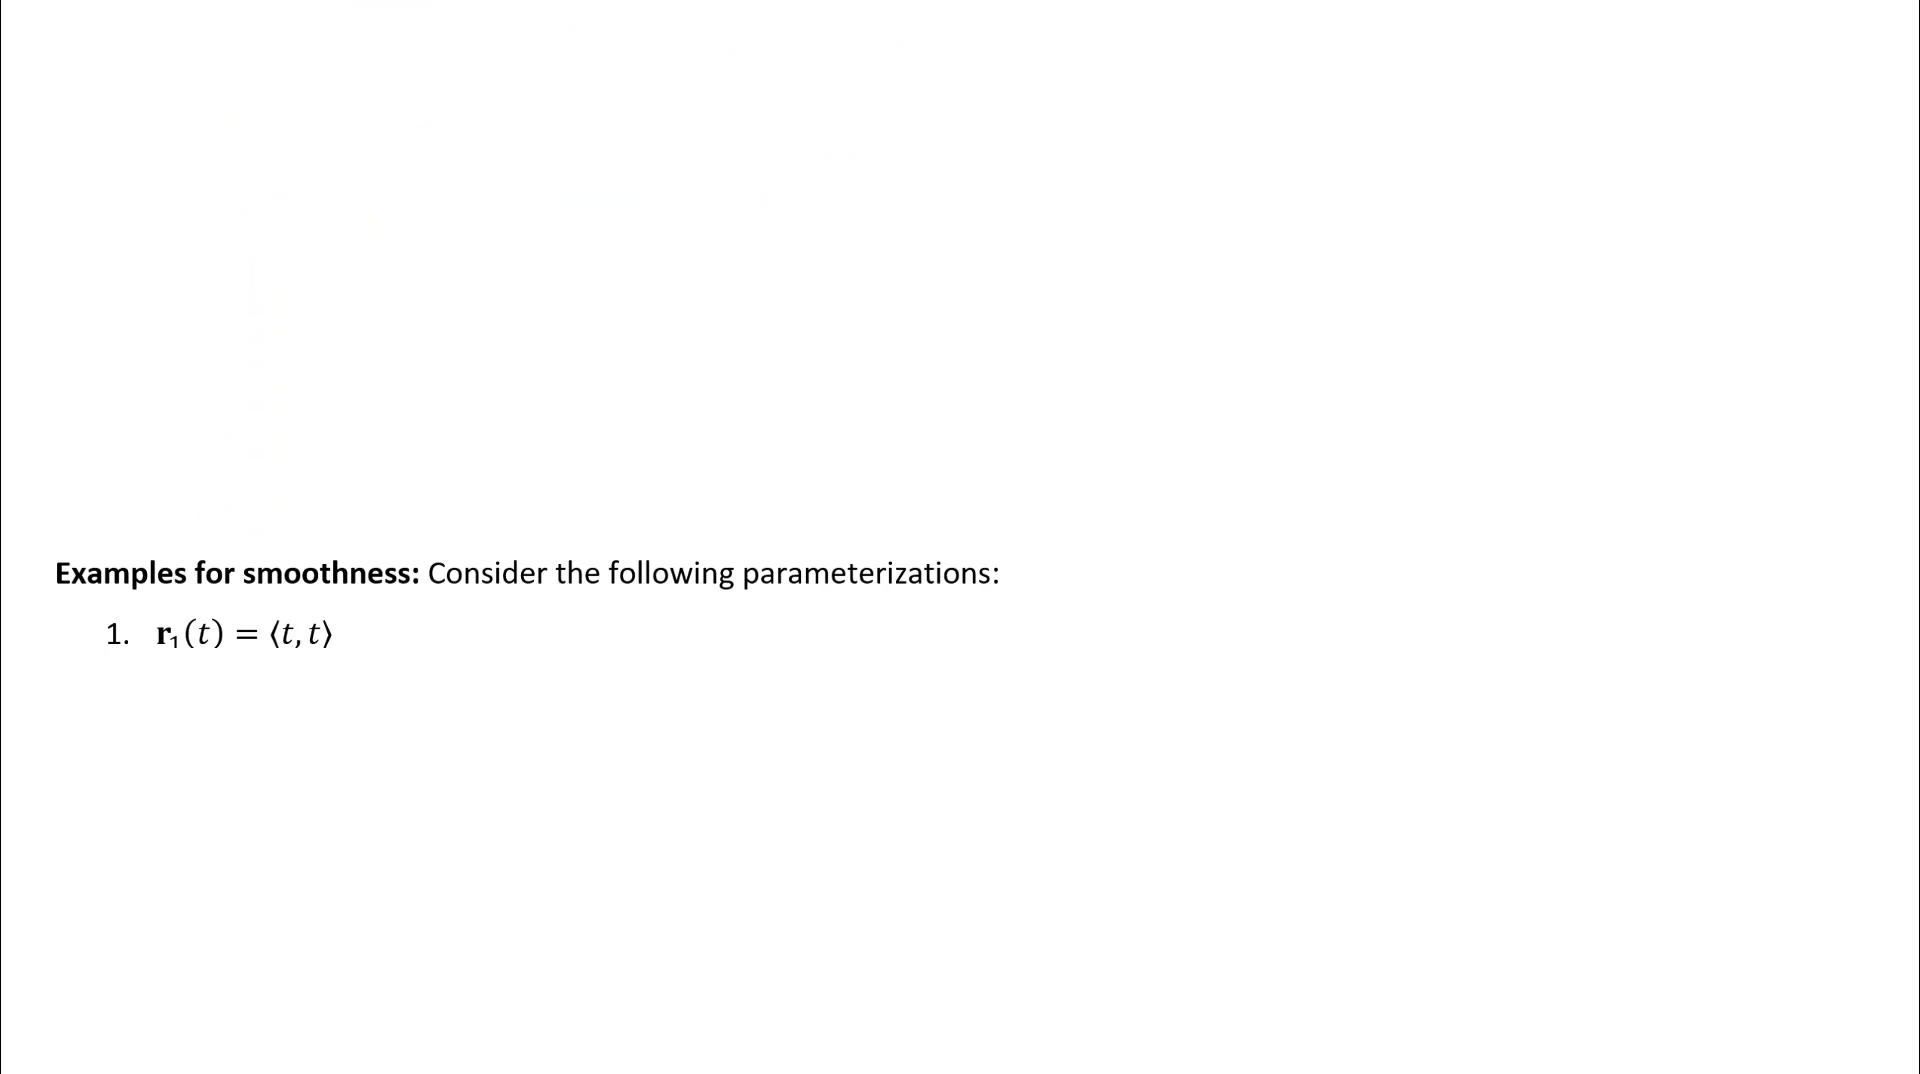 Examples for smoothness: Consider the following parameterizations:
1. 𝐫₁(𝑡) = ⟨𝑡, 𝑡⟩